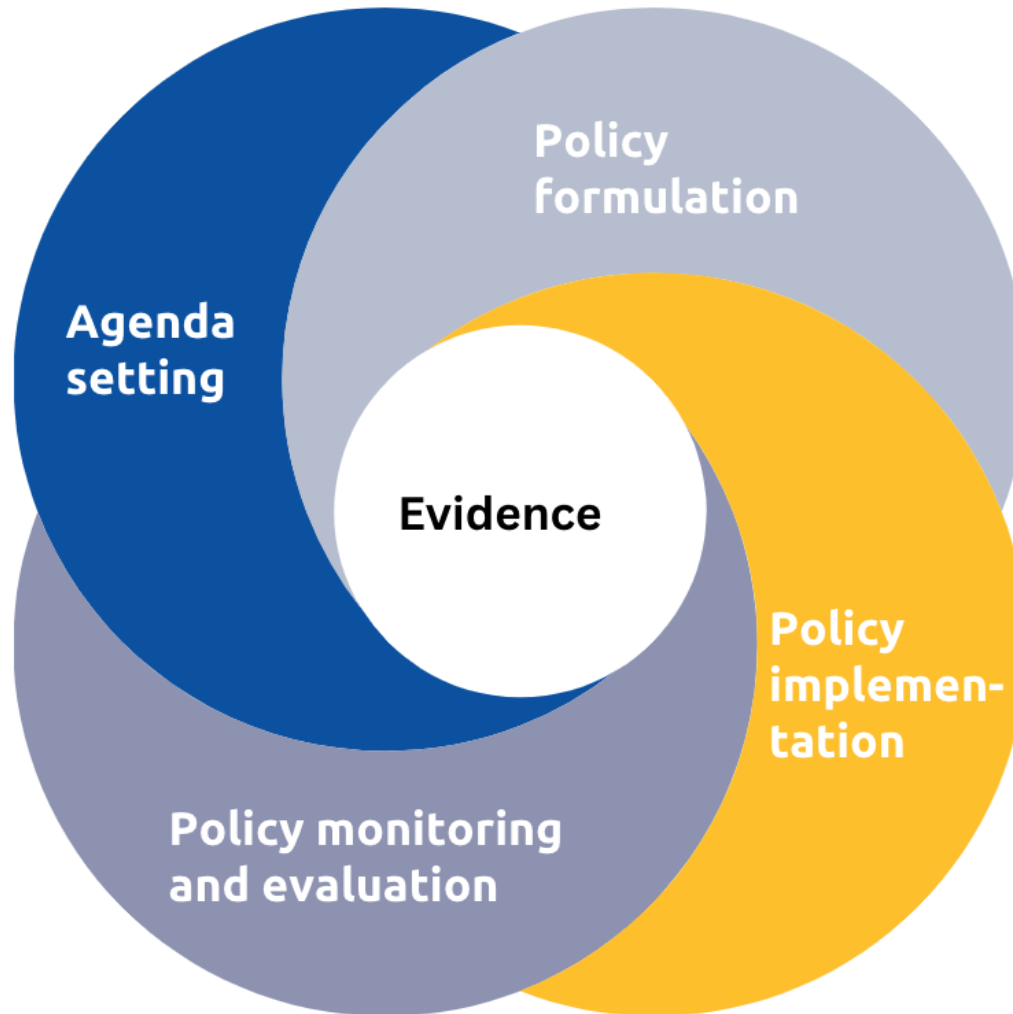 Policy
formulation
Agenda
setting
Evidence
Policy
implemen-
tation
Policy monitoring
and evaluation